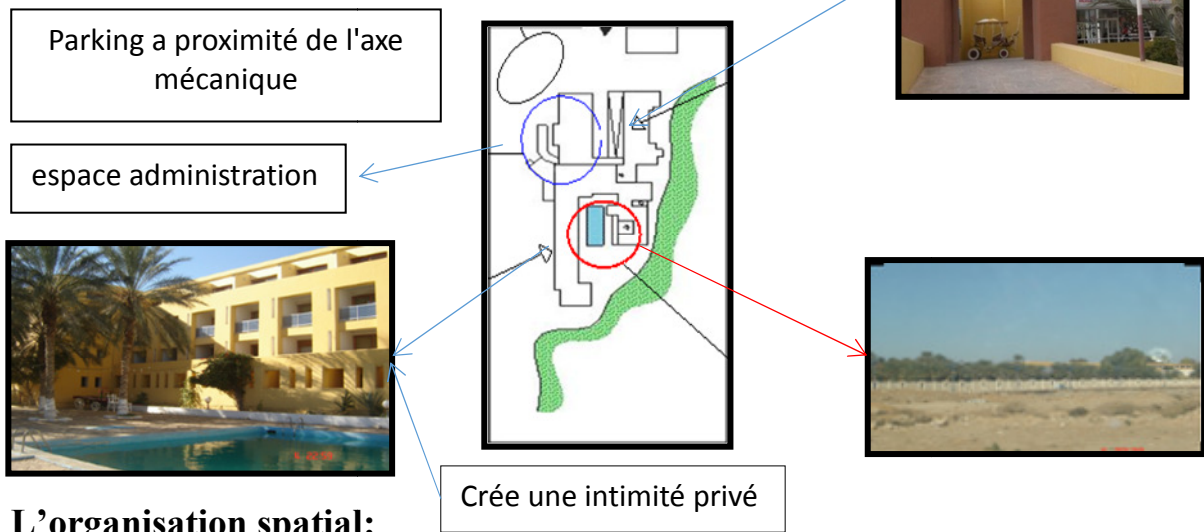 Parking a proximité de l'axe
mécanique
espace administration
Crée une intimité privé
L'organisation spatial: